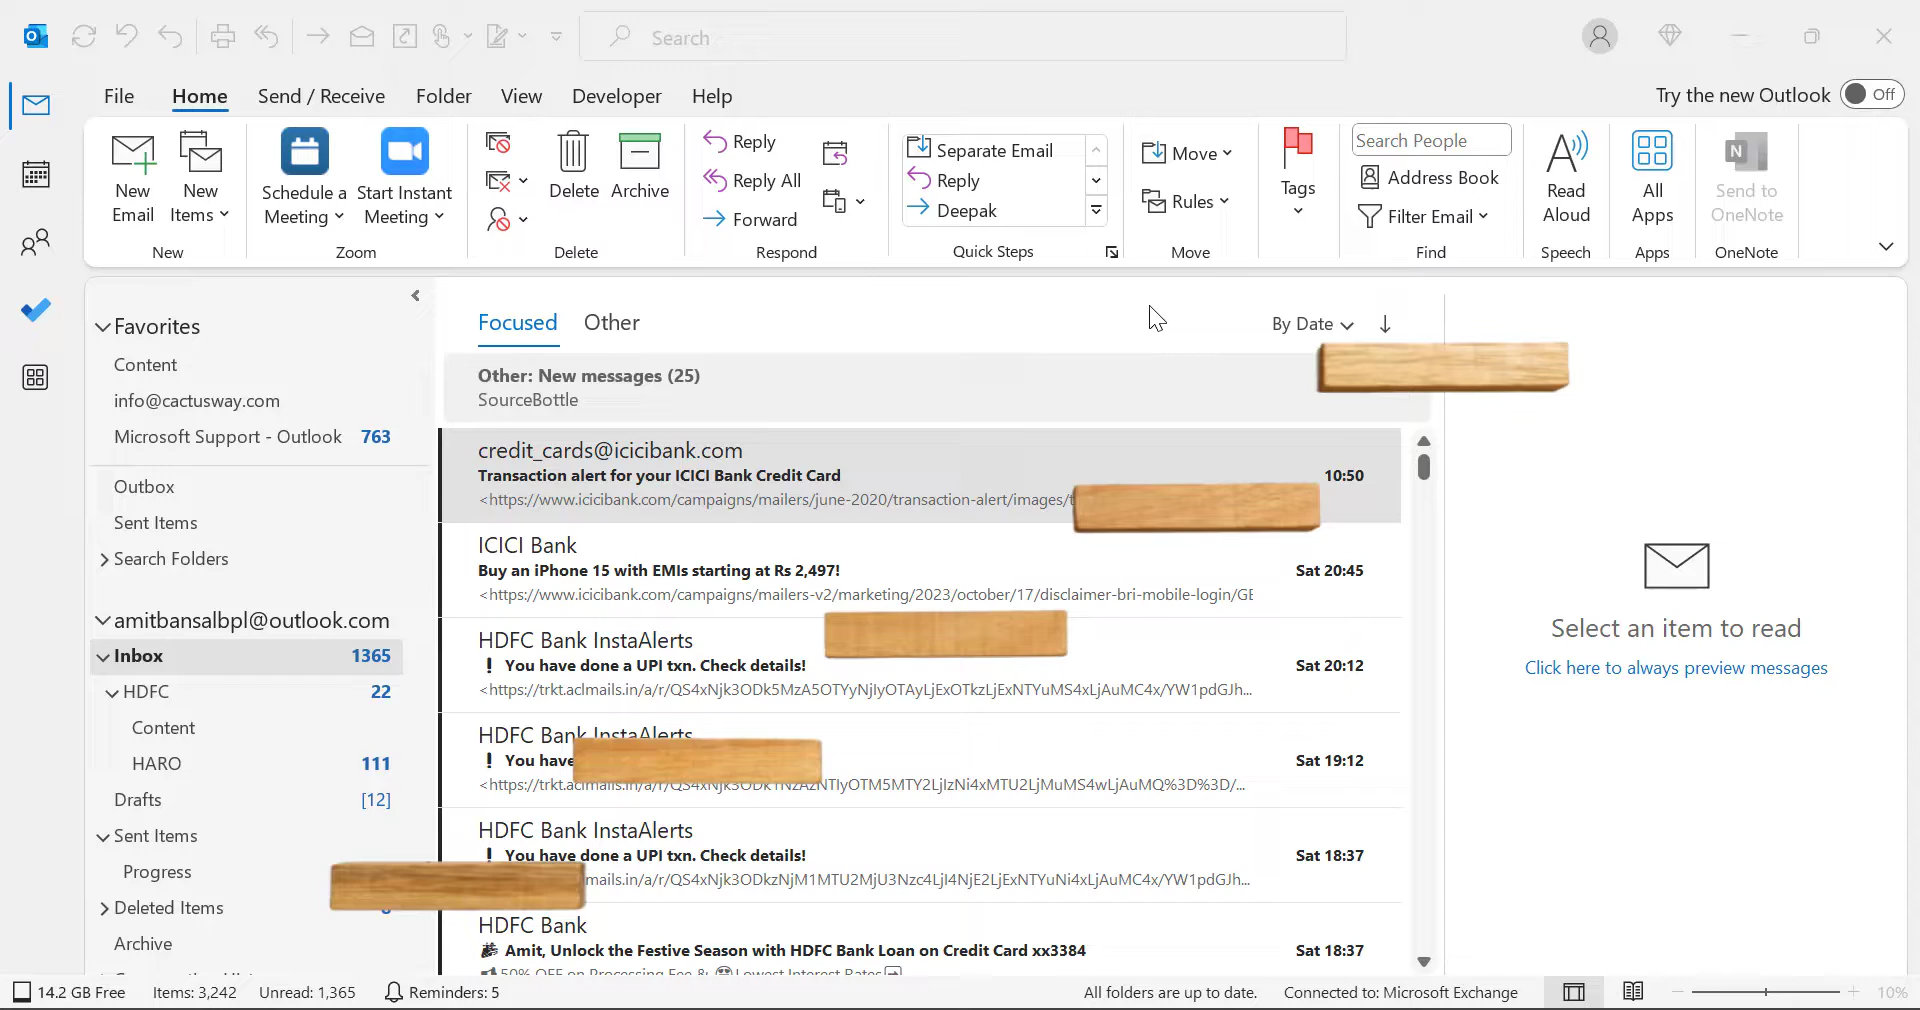 Search
File Home Send / Receive Folder View Developer Help
Try the new Outlook Off
New Email
New Items
New
Schedule a Meeting
Start Instant Meeting
Zoom
Delete
Archive
Delete
Reply
Reply All
Forward
Respond
Separate Email
Reply
Deepak
Quick Steps
Move
Rules
Move
Tags
Search People
Address Book
Filter Email
Find
Read Aloud
Speech
All Apps
Apps
Send to OneNote
OneNote
Favorites
Content
info@cactusway.com
Microsoft Support - Outlook 763
Outbox
Sent Items
Search Folders
amitbansalbpl@outlook.com
Inbox 1365
HDFC 22
Content
HARO 111
Drafts [12]
Sent Items
Progress
Deleted Items
Archive
Focused Other
By Date
Other: New messages (25)
SourceBottle
credit_cards@icicibank.com
Transaction alert for your ICICI Bank Credit Card 10:50
<https://www.icicibank.com/campaigns/mailers/june-2020/transaction-alert/images/t
ICICI Bank
Buy an iPhone 15 with EMIs starting at Rs 2,497! Sat 20:45
<https://www.icicibank.com/campaigns/mailers-v2/marketing/2023/october/17/disclaimer-bri-mobile-login/GE
HDFC Bank InstaAlerts
! You have done a UPI txn. Check details! Sat 20:12
<https://trkt.aclmails.in/a/r/QS4xNjk3ODk5MzA5OTYyNjIyOTAyLjExOTkzLjExNTYuMS4xLjAuMC4x/YW1pdGJh...
HDFC Bank InstaAlerts
! You have Sat 19:12
HDFC Bank InstaAlerts
! You have done a UPI txn. Check details! Sat 18:37
mails.in/a/r/QS4xNjk3ODkzNjM1MTU2MjU3Nzc4LjI4NjE2LjExNTYuNi4xLjAuMC4x/YW1pdGJh...
HDFC Bank
Amit, Unlock the Festive Season with HDFC Bank Loan on Credit Card xx3384 Sat 18:37
50% OFF on Processing Fee & Lowest Interest Rates
Select an item to read
Click here to always preview messages
14.2 GB Free Items: 3,242 Unread: 1,365 Reminders: 5 All folders are up to date. Connected to: Microsoft Exchange 10%